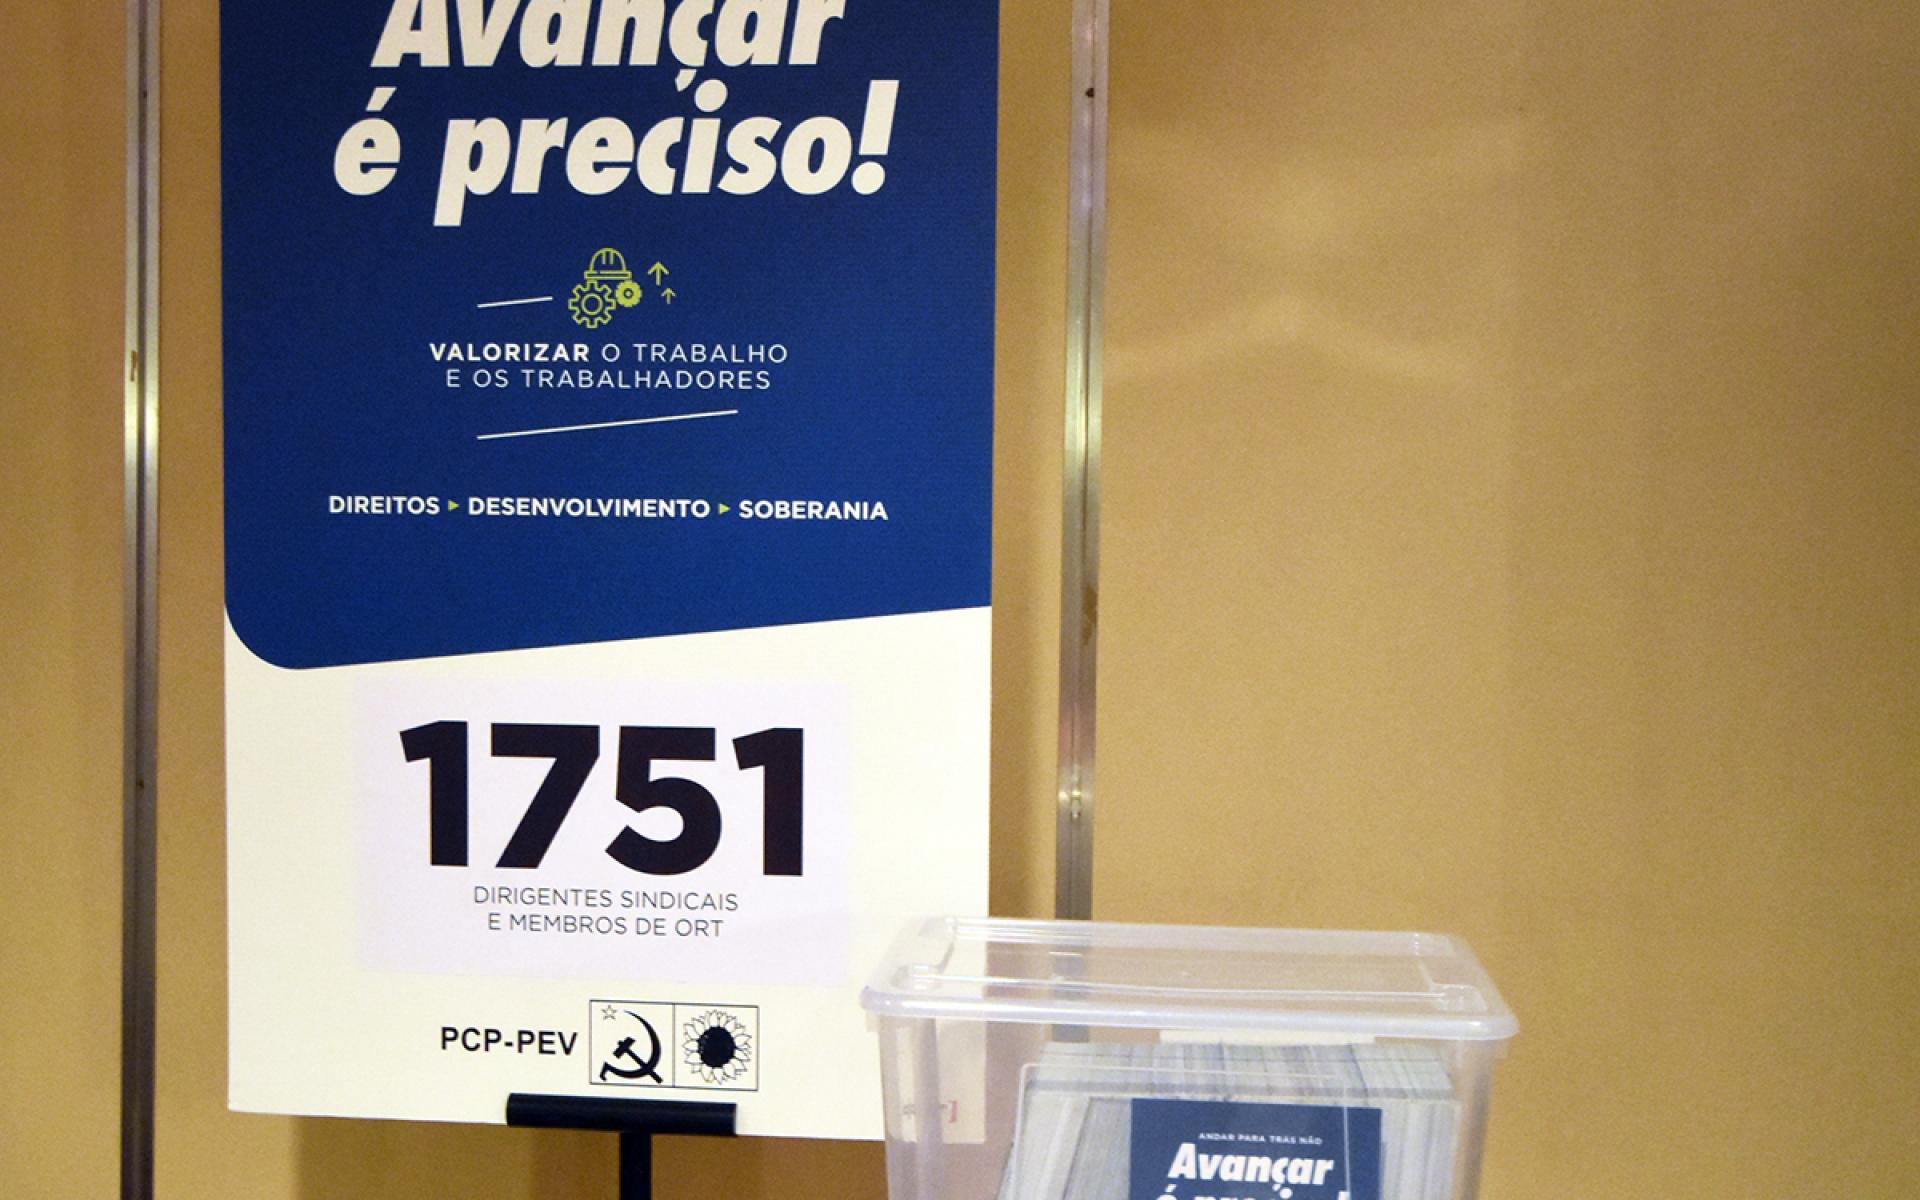 Avançar
é preciso!
VALORIZAR O TRABALHO
E OS TRABALHADORES
DIREITOS ▸ DESENVOLVIMENTO ▸ SOBERANIA
1751
DIRIGENTES SINDICAIS
E MEMBROS DE ORT
PCP-PEV
ANDAR PARA TRÁS NÃO
Avançar
é preciso!